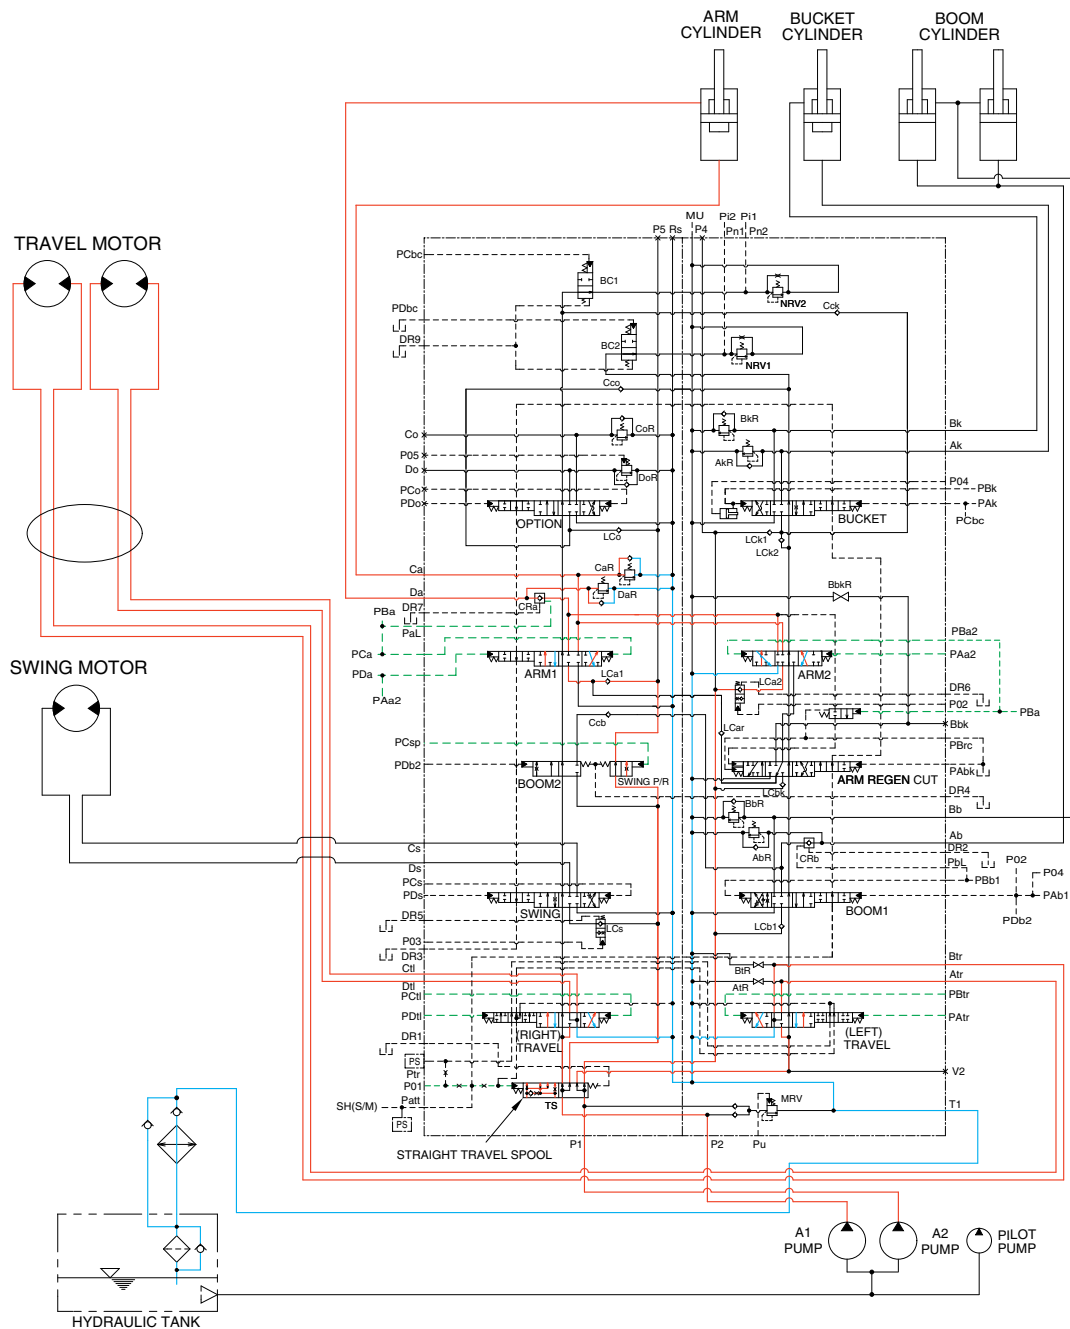 ARM
CYLINDER
BUCKET
CYLINDER
BOOM
CYLINDER
TRAVEL MOTOR
MU
Pi2
Pi1
P5
Rs
P4
Pn1
Pn2
PCbc
BC1
NRV2
Cck
PDbc
DR9
BC2
NRV1
Cco
Co
CoR
BkR
Bk
P05
AkR
Ak
Do
DoR
PCo
P04
PBk
PDo
PAk
OPTION
BUCKET
PCbc
LCo
LCk1
LCk2
Ca
CaR
Da
DaR
BbkR
DR7
CRa
PBa
PaL
PBa2
PCa
PAa2
SWING MOTOR
PDa
ARM1
LCa1
LCa2
ARM2
DR6
PAa2
P02
PBa
Ccb
LCar
Bbk
PCsp
PBrc
PDb2
SWING P/R
BOOM2
ARM REGEN CUT
PAbk
LCbk
DR4
BbR
Bb
AbR
CRb
Ab
Cs
DR2
Ds
PbL
P02
PCs
PBb1
P04
PDs
PAb1
SWING
BOOM1
PDb2
DR5
LCs
LCb1
P03
DR3
Ctl
BtR
Btr
Dtl
AtR
Atr
PCtl
PBtr
PDtl
PAtr
(RIGHT)
TRAVEL
(LEFT)
TRAVEL
DR1
PS
Ptr
V2
P01
Patt
TS
MRV
SH(S/M)
PS
T1
P1
P2
Pu
STRAIGHT TRAVEL SPOOL
A1
PUMP
A2
PUMP
PILOT
PUMP
HYDRAULIC TANK